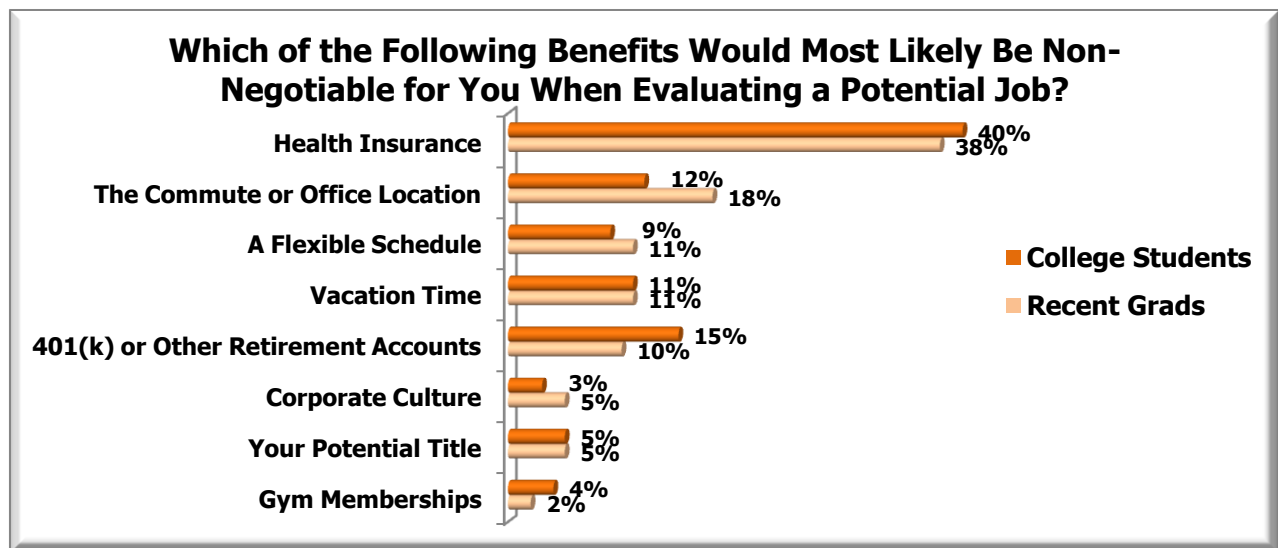 Which of the Following Benefits Would Most Likely Be Non-
Negotiable for You When Evaluating a Potential Job?
Health Insurance
40%
38%
The Commute or Office Location
12%
18%
A Flexible Schedule
9%
11%
Vacation Time
11%
11%
401(k) or Other Retirement Accounts
15%
10%
Corporate Culture
3%
5%
Your Potential Title
5%
5%
Gym Memberships
4%
2%
College Students
Recent Grads